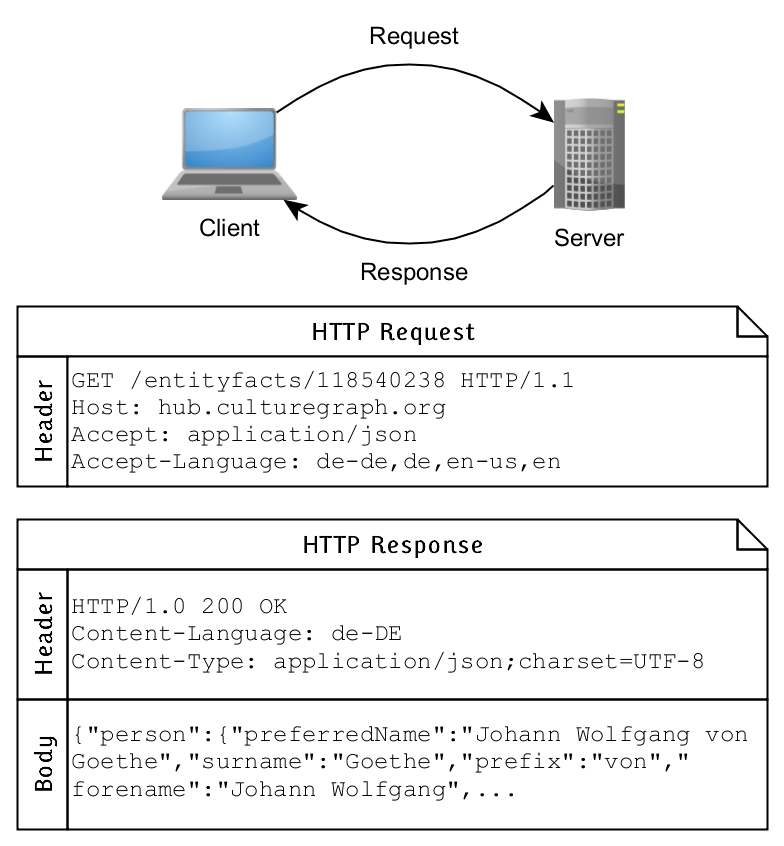 Request
Client
Server
Response
HTTP Request
Header
GET /entityfacts/118540238 HTTP/1.1
Host: hub.culturegraph.org
Accept: application/json
Accept-Language: de-de,de,en-us,en
HTTP Response
Header
HTTP/1.0 200 OK
Content-Language: de-DE
Content-Type: application/json;charset=UTF-8
Body
{"person":{"preferredName":"Johann Wolfgang von
Goethe","surname":"Goethe","prefix":"von","
forename":"Johann Wolfgang",...